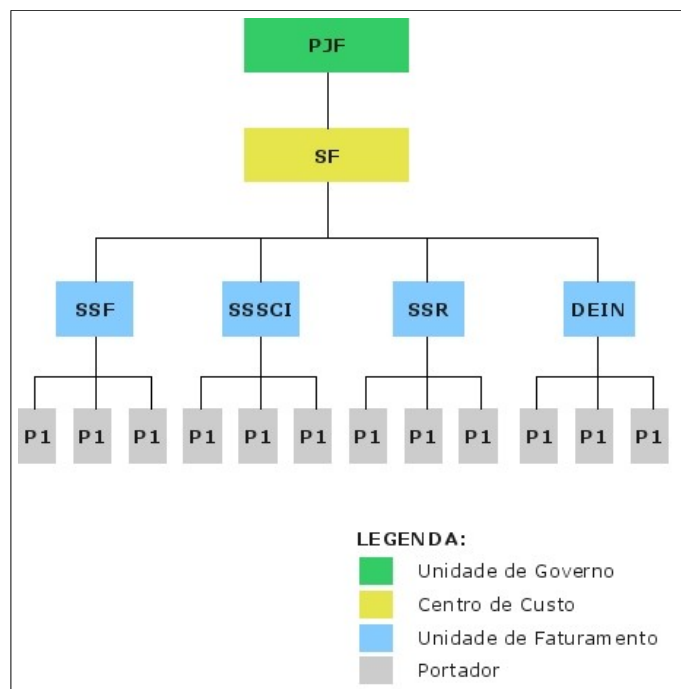 PJF
SF
SSF SSSCI SSR DEIN
P1 P1 P1 P1 P1 P1 P1 P1 P1 P1 P1 P1
LEGENDA:
Unidade de Governo
Centro de Custo
Unidade de Faturamento
Portador